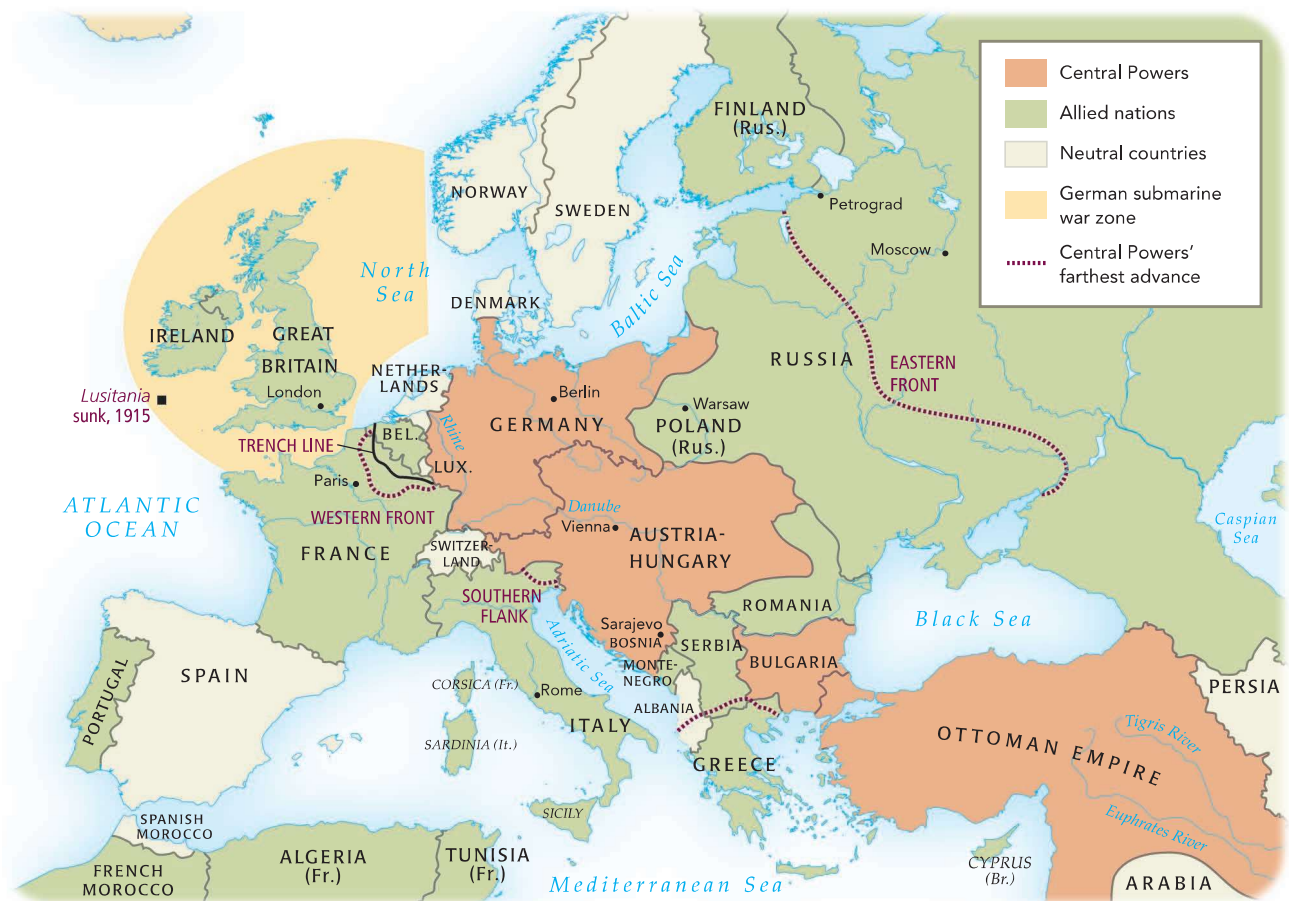 Central Powers
Allied nations
Neutral countries
German submarine
war zone
Central Powers'
farthest advance
FINLAND
(Rus.)
NORWAY
SWEDEN
Petrograd
Moscow
North
Sea
Baltic Sea
DENMARK
IRELAND
GREAT
BRITAIN
London
NETHER-
LANDS
Lusitania
sunk, 1915
TRENCH LINE
BEL.
LUX.
Rhine
Berlin
GERMANY
Warsaw
POLAND
(Rus.)
RUSSIA
EASTERN
FRONT
Paris
WESTERN FRONT
ATLANTIC
OCEAN
FRANCE
SWITZER-
LAND
Danube
Vienna
AUSTRIA-
HUNGARY
Caspian
Sea
SOUTHERN
FLANK
ROMANIA
Black Sea
Sarajevo
BOSNIA
SERBIA
BULGARIA
MONTE-
NEGRO
ALBANIA
Adriatic Sea
PORTUGAL
SPAIN
CORSICA (Fr.)
Rome
ITALY
SARDINIA (It.)
GREECE
SICILY
OTTOMAN EMPIRE
Tigris River
Euphrates River
PERSIA
SPANISH
MOROCCO
FRENCH
MOROCCO
ALGERIA
(Fr.)
TUNISIA
(Fr.)
Mediterranean Sea
CYPRUS
(Br.)
ARABIA